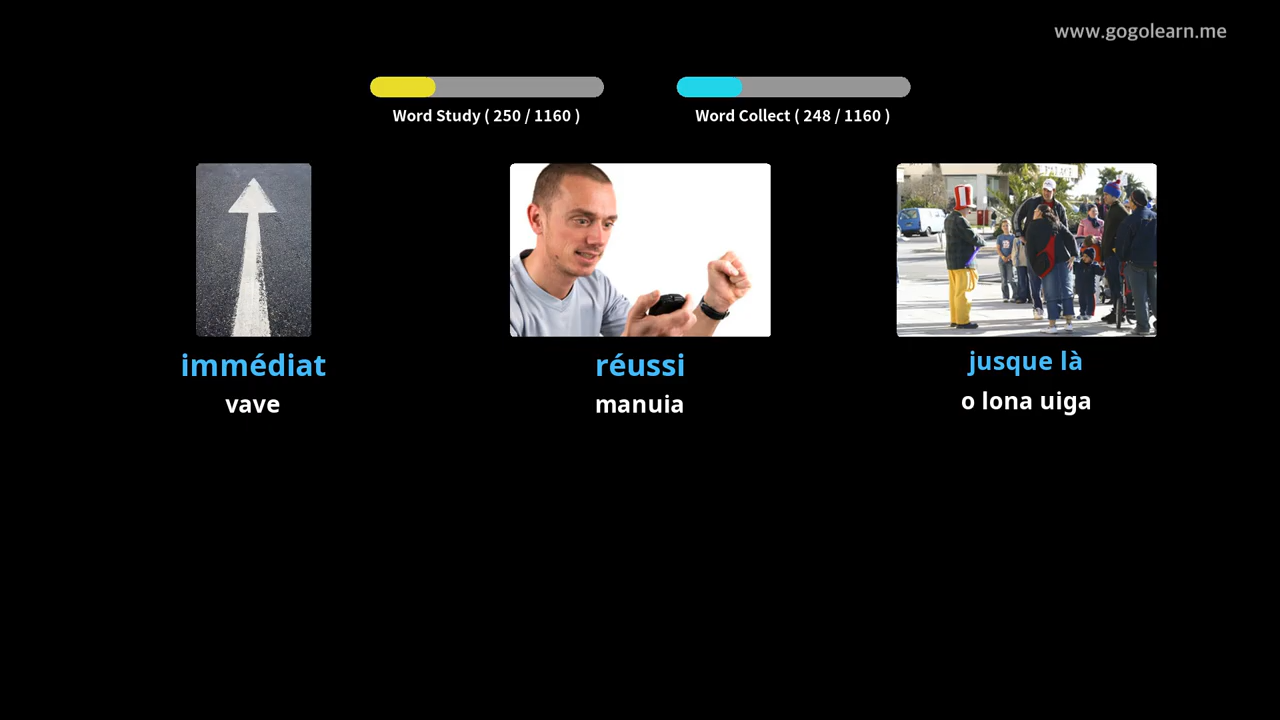 www.gogolearn.me
Word Study ( 250 / 1160 )
Word Collect ( 248 / 1160 )
immédiat
vave
réussi
manuia
jusque là
o lona uiga